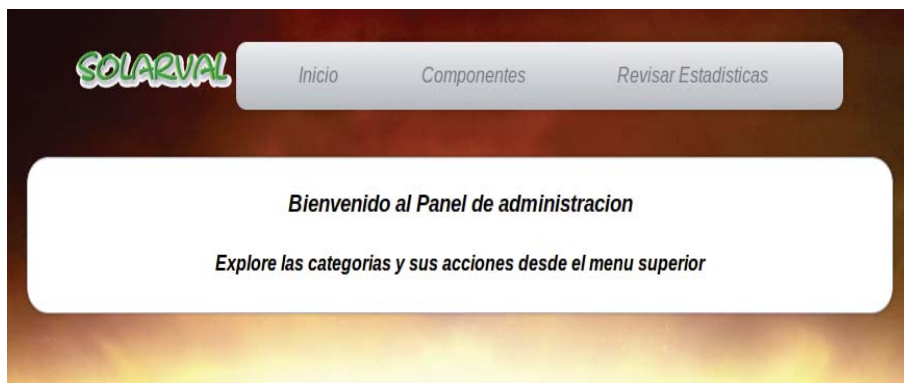 SOLARVAL
Inicio Componentes Revisar Estadisticas
Bienvenido al Panel de administracion
Explore las categorias y sus acciones desde el menu superior